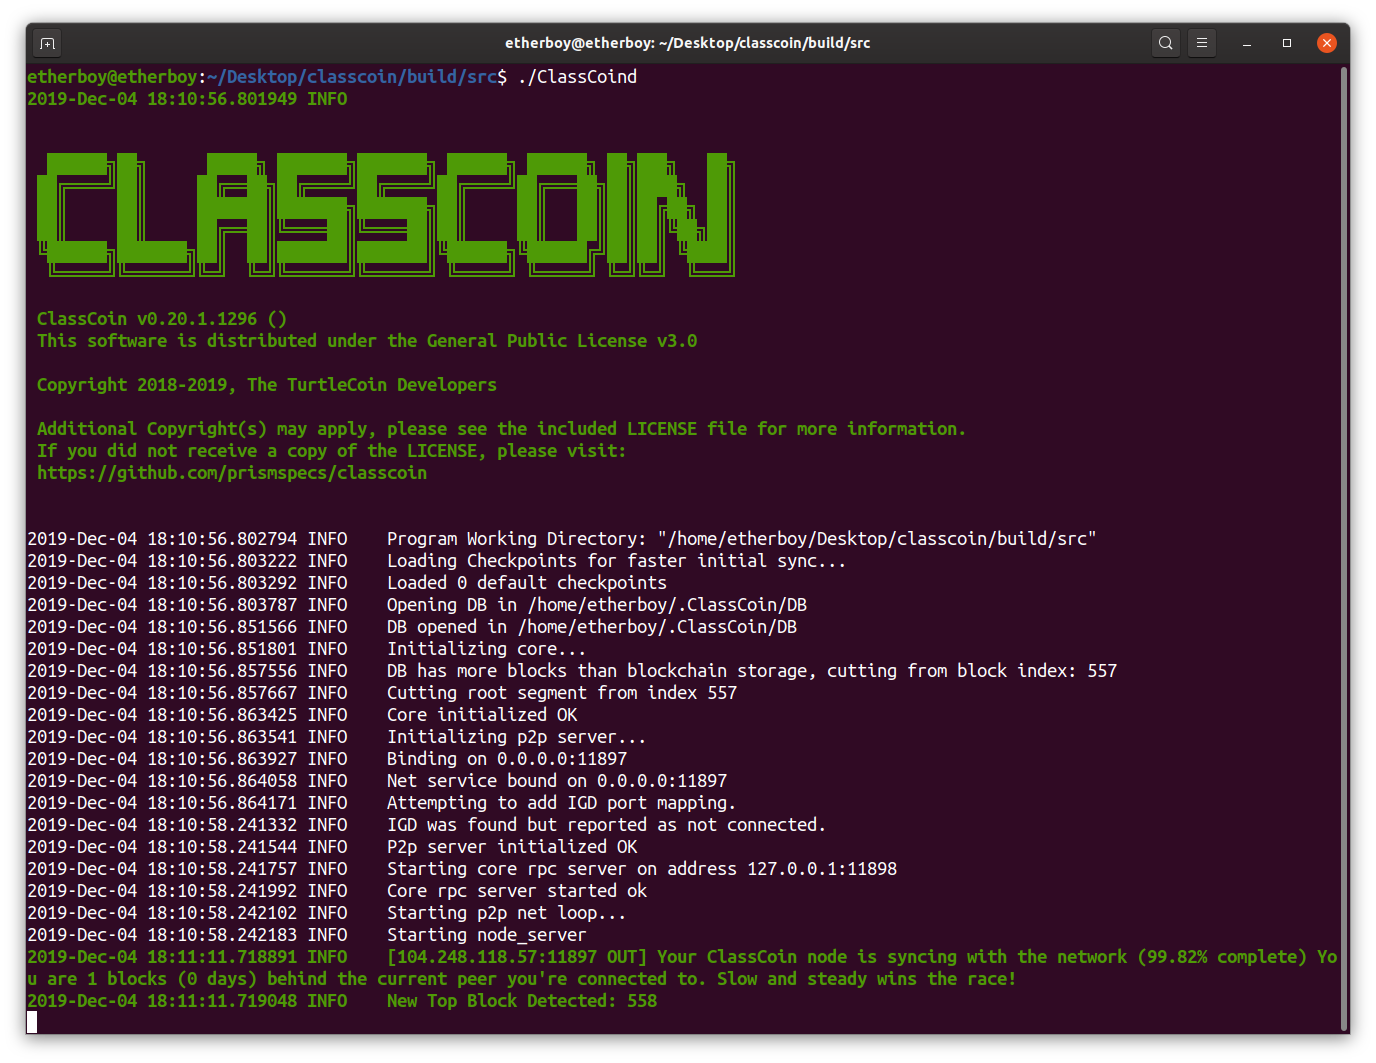 etherboy@etherboy: ~/Desktop/classcoin/build/src
etherboy@etherboy:~/Desktop/classcoin/build/src$ ./ClassCoind
2019-Dec-04 18:10:56.801949 INFO
CLASSCOIN
ClassCoin v0.20.1.1296 ()
This software is distributed under the General Public License v3.0
Copyright 2018-2019, The TurtleCoin Developers
Additional Copyright(s) may apply, please see the included LICENSE file for more information.
If you did not receive a copy of the LICENSE, please visit:
https://github.com/prismspecs/classcoin
2019-Dec-04 18:10:56.802794 INFO    Program Working Directory: "/home/etherboy/Desktop/classcoin/build/src"
2019-Dec-04 18:10:56.803222 INFO    Loading Checkpoints for faster initial sync...
2019-Dec-04 18:10:56.803292 INFO    Loaded 0 default checkpoints
2019-Dec-04 18:10:56.803787 INFO    Opening DB in /home/etherboy/.ClassCoin/DB
2019-Dec-04 18:10:56.851566 INFO    DB opened in /home/etherboy/.ClassCoin/DB
2019-Dec-04 18:10:56.851801 INFO    Initializing core...
2019-Dec-04 18:10:56.857556 INFO    DB has more blocks than blockchain storage, cutting from block index: 557
2019-Dec-04 18:10:56.857667 INFO    Cutting root segment from index 557
2019-Dec-04 18:10:56.863425 INFO    Core initialized OK
2019-Dec-04 18:10:56.863541 INFO    Initializing p2p server...
2019-Dec-04 18:10:56.863927 INFO    Binding on 0.0.0.0:11897
2019-Dec-04 18:10:56.864058 INFO    Net service bound on 0.0.0.0:11897
2019-Dec-04 18:10:56.864171 INFO    Attempting to add IGD port mapping.
2019-Dec-04 18:10:58.241332 INFO    IGD was found but reported as not connected.
2019-Dec-04 18:10:58.241544 INFO    P2p server initialized OK
2019-Dec-04 18:10:58.241757 INFO    Starting core rpc server on address 127.0.0.1:11898
2019-Dec-04 18:10:58.241992 INFO    Core rpc server started ok
2019-Dec-04 18:10:58.242102 INFO    Starting p2p net loop...
2019-Dec-04 18:10:58.242183 INFO    Starting node_server
2019-Dec-04 18:11:11.718891 INFO    [104.248.118.57:11897 OUT] Your ClassCoin node is syncing with the network (99.82% complete) Yo
u are 1 blocks (0 days) behind the current peer you're connected to. Slow and steady wins the race!
2019-Dec-04 18:11:11.719048 INFO    New Top Block Detected: 558